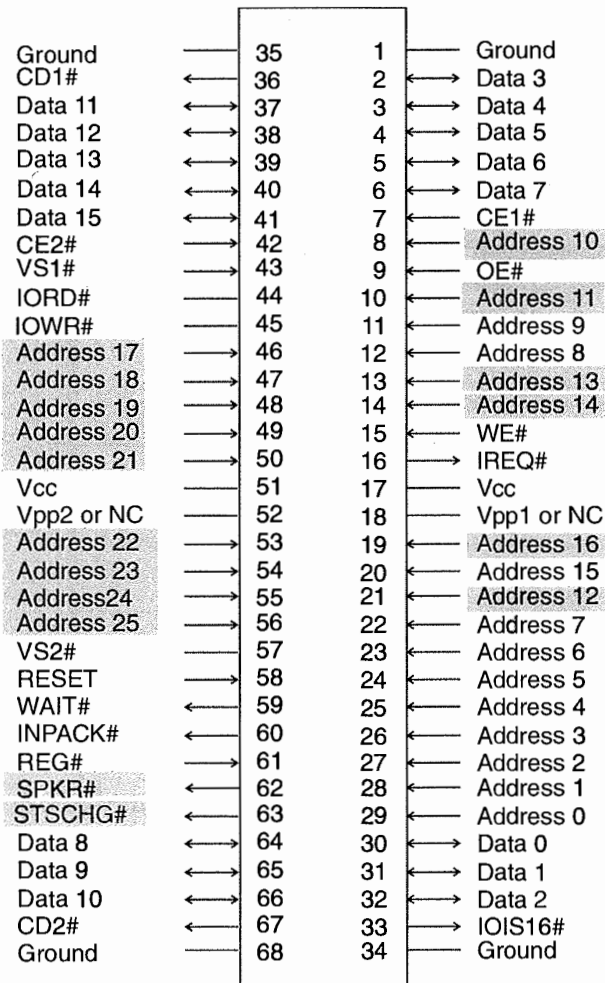 Ground 35 1 Ground
CD1# 36 2 Data 3
Data 11 37 3 Data 4
Data 12 38 4 Data 5
Data 13 39 5 Data 6
Data 14 40 6 Data 7
Data 15 41 7 CE1#
CE2# 42 8 Address 10
VS1# 43 9 OE#
IORD# 44 10 Address 11
IOWR# 45 11 Address 9
Address 17 46 12 Address 8
Address 18 47 13 Address 13
Address 19 48 14 Address 14
Address 20 49 15 WE#
Address 21 50 16 IREQ#
Vcc 51 17 Vcc
Vpp2 or NC 52 18 Vpp1 or NC
Address 22 53 19 Address 16
Address 23 54 20 Address 15
Address24 55 21 Address 12
Address 25 56 22 Address 7
VS2# 57 23 Address 6
RESET 58 24 Address 5
WAIT# 59 25 Address 4
INPACK# 60 26 Address 3
REG# 61 27 Address 2
SPKR# 62 28 Address 1
STSCHG# 63 29 Address 0
Data 8 64 30 Data 0
Data 9 65 31 Data 1
Data 10 66 32 Data 2
CD2# 67 33 IOIS16#
Ground 68 34 Ground